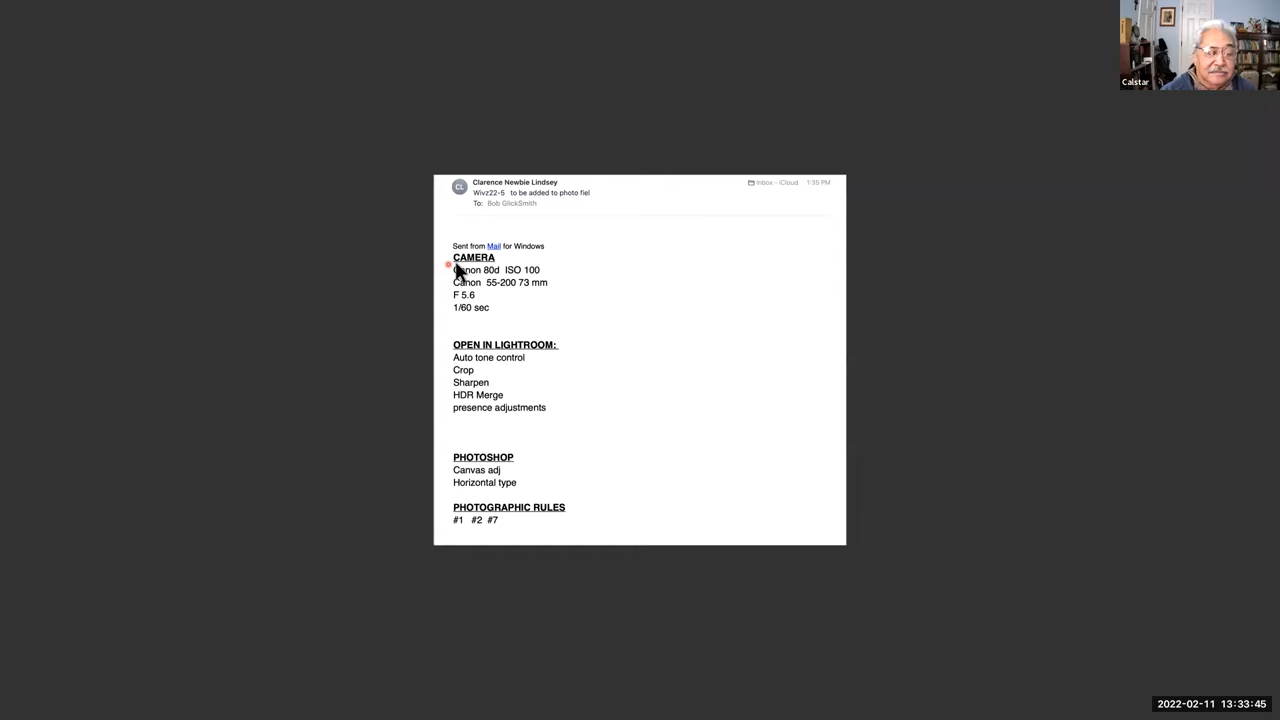 Calstar
Clarence Newbie Lindsey
Inbox - iCloud 1:35 PM
Wivz22-5 to be added to photo fiel
To: Bob GlickSmith
Sent from Mail for Windows
CAMERA
Canon 80d ISO 100
Canon 55-200 73 mm
F 5.6
1/60 sec
OPEN IN LIGHTROOM:
Auto tone control
Crop
Sharpen
HDR Merge
presence adjustments
PHOTOSHOP
Canvas adj
Horizontal type
PHOTOGRAPHIC RULES
#1 #2 #7
2022-02-11 13:33:45
CL